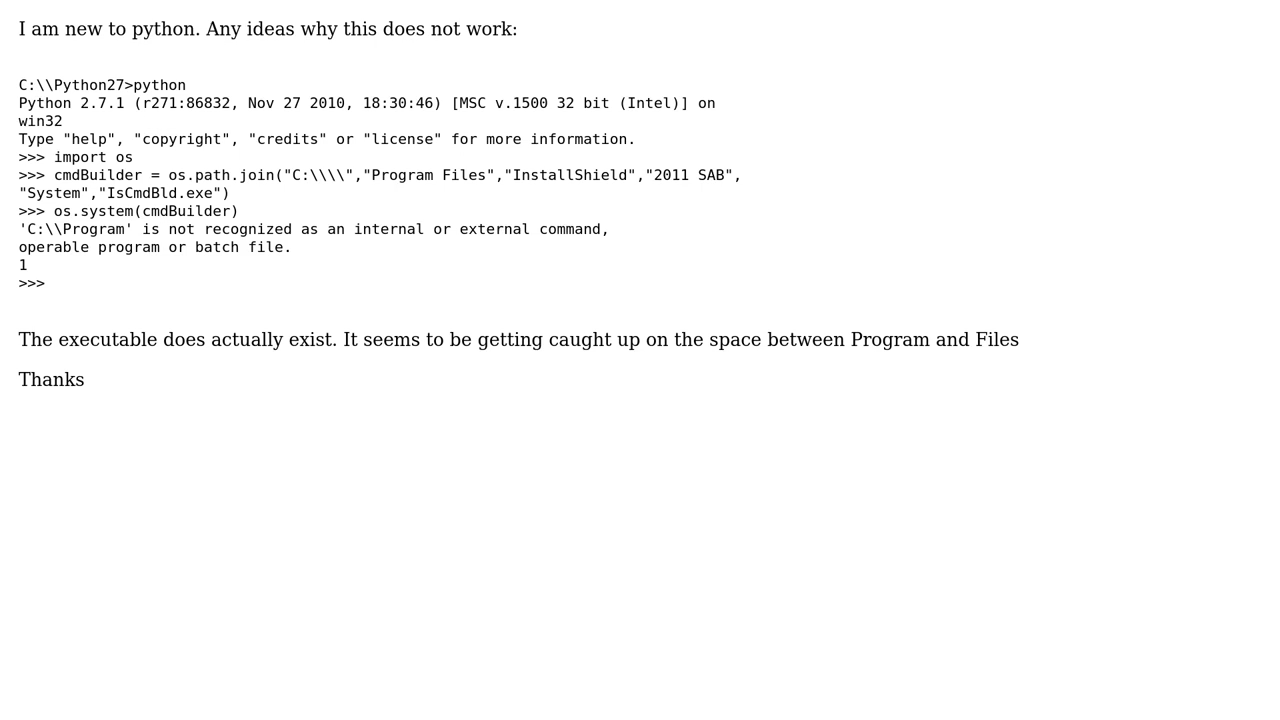 I am new to python. Any ideas why this does not work:
C:\\Python27>python
Python 2.7.1 (r271:86832, Nov 27 2010, 18:30:46) [MSC v.1500 32 bit (Intel)] on
win32
Type "help", "copyright", "credits" or "license" for more information.
>>> import os
>>> cmdBuilder = os.path.join("C:\\\\","Program Files","InstallShield","2011 SAB",
"System","IsCmdBld.exe")
>>> os.system(cmdBuilder)
'C:\\Program' is not recognized as an internal or external command,
operable program or batch file.
1
>>>
The executable does actually exist. It seems to be getting caught up on the space between Program and Files
Thanks